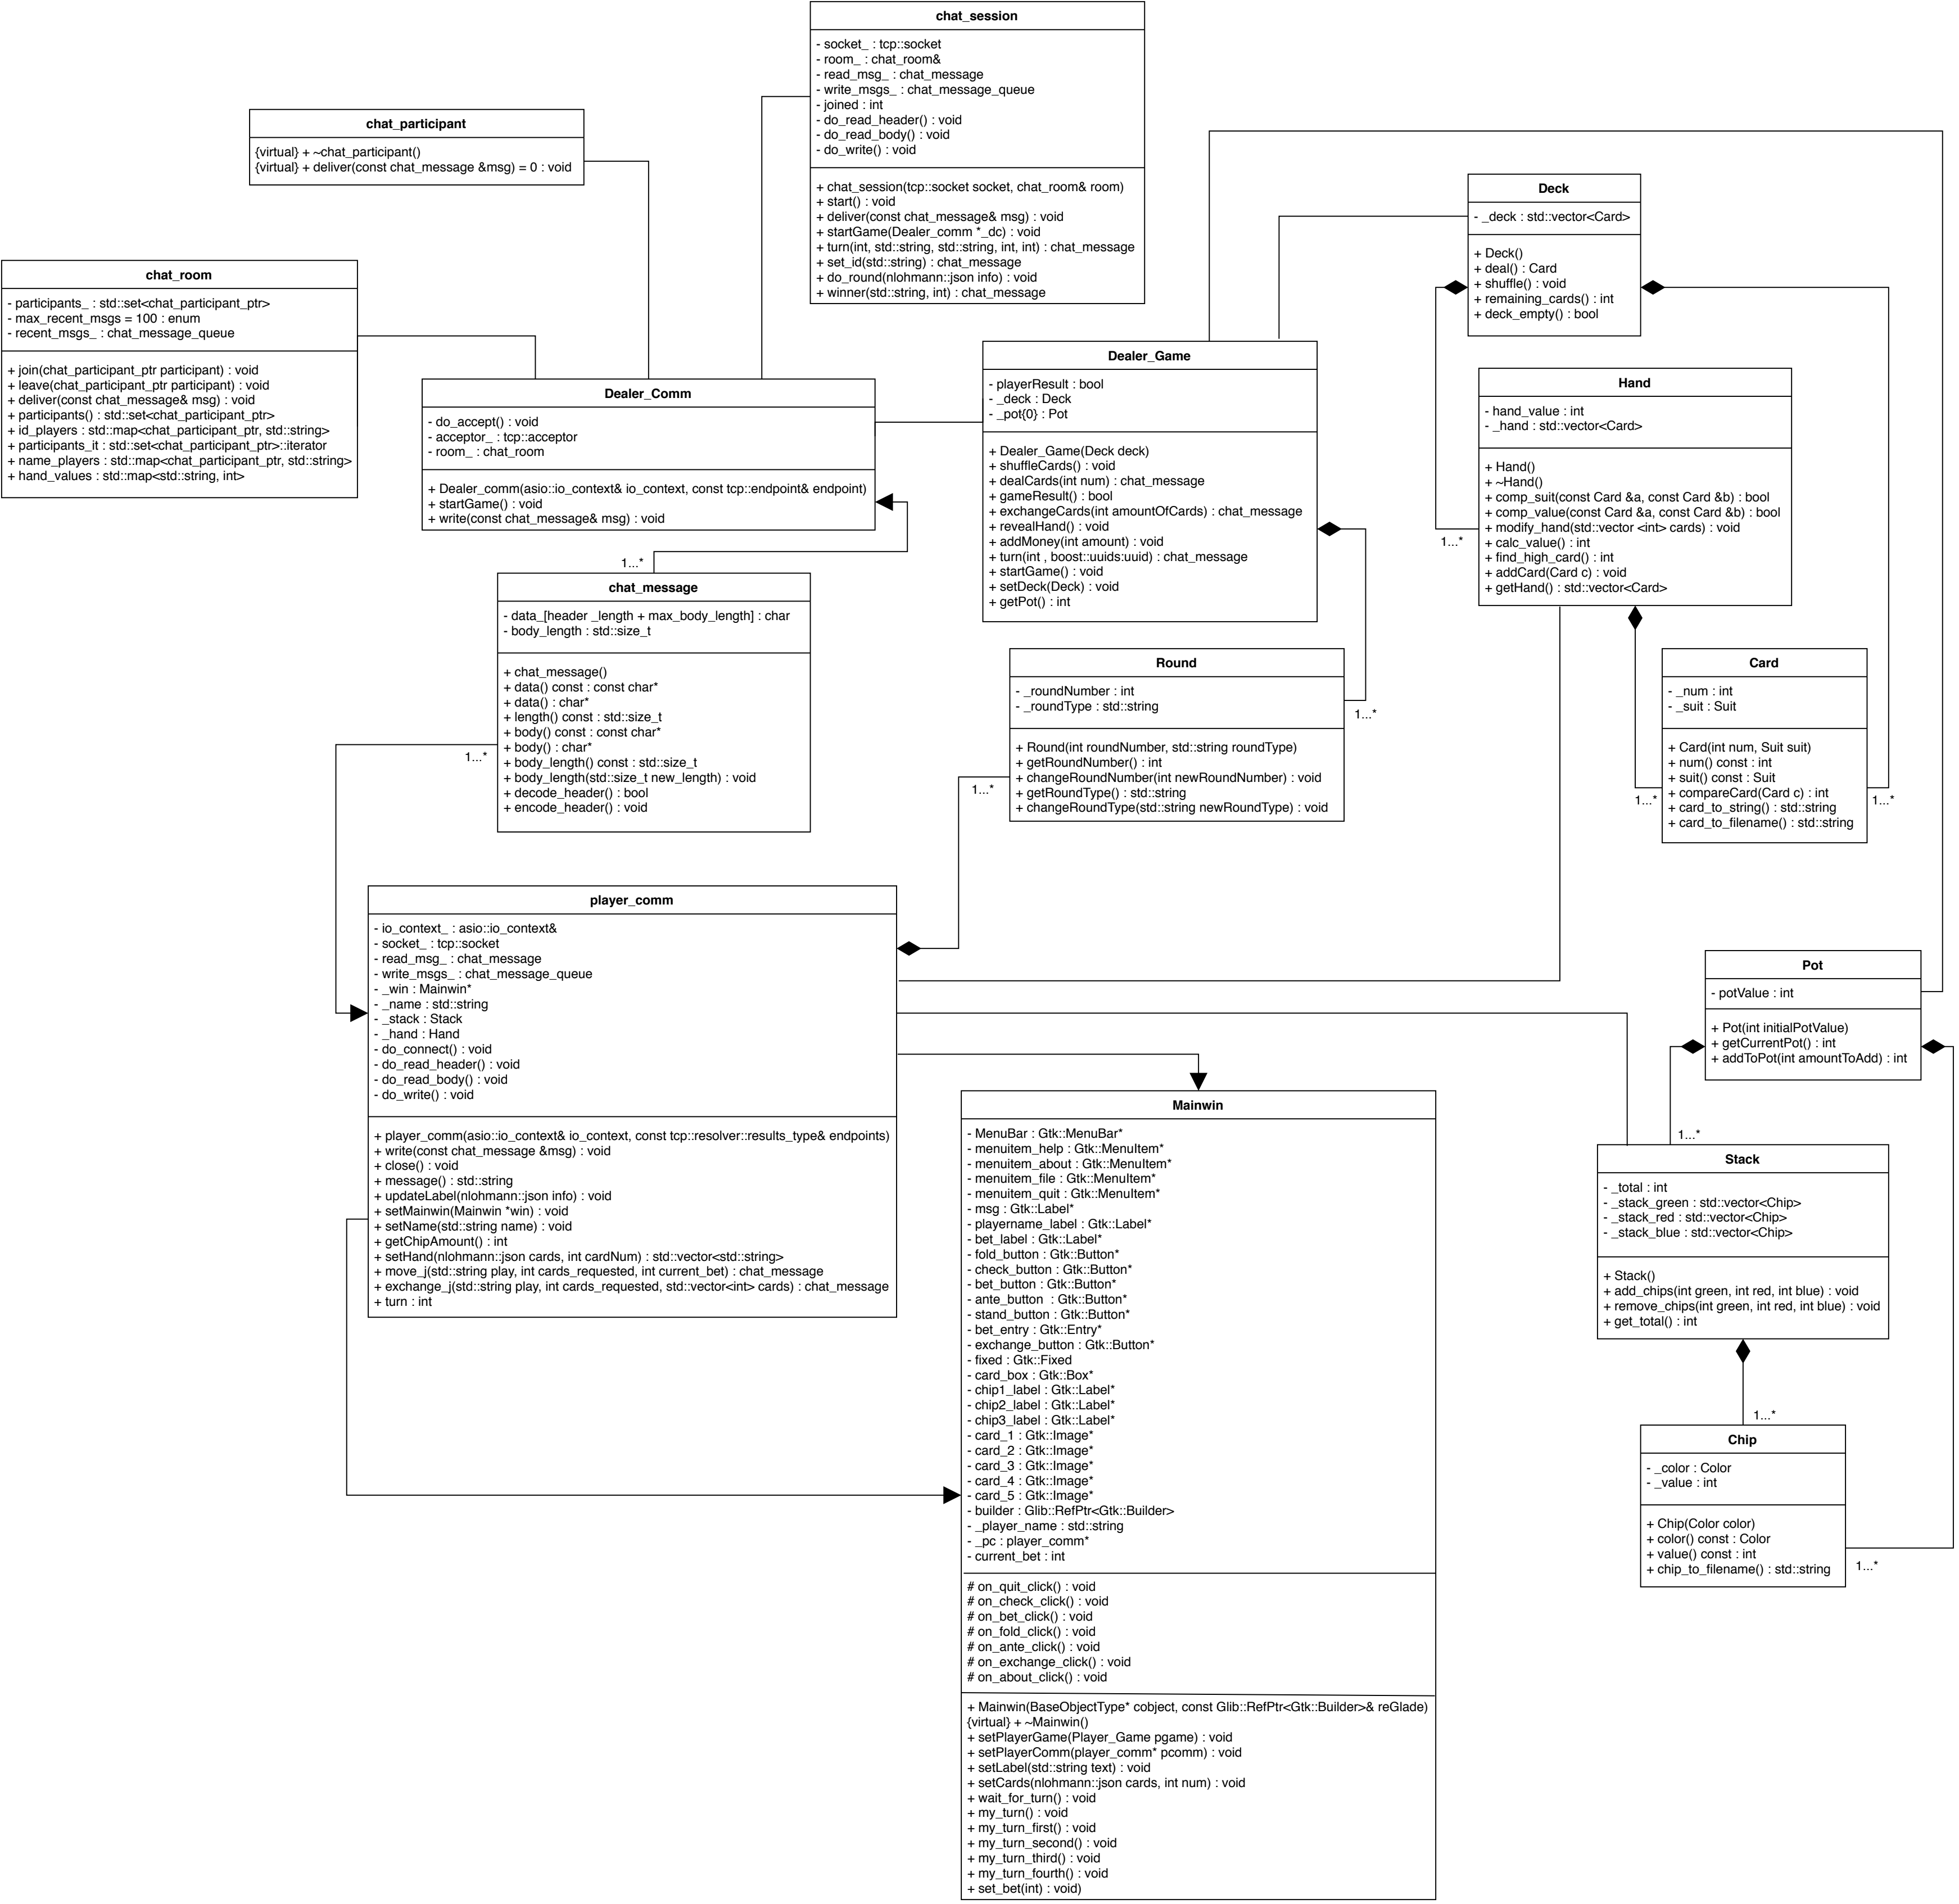 chat_session
- socket_ : tcp::socket
- room_ : chat_room&
- read_msg_ : chat_message
- write_msgs_ : chat_message_queue
- joined : int
- do_read_header() : void
- do_read_body() : void
- do_write() : void
+ chat_session(tcp::socket socket, chat_room& room)
+ start() : void
+ deliver(const chat_message& msg) : void
+ startGame(Dealer_comm *_dc) : void
+ turn(int, std::string, std::string, int, int) : chat_message
+ set_id(std::string) : chat_message
+ do_round(nlohmann::json info) : void
+ winner(std::string, int) : chat_message
chat_participant
{virtual} + ~chat_participant()
{virtual} + deliver(const chat_message &msg) = 0 : void
chat_room
- participants_ : std::set<chat_participant_ptr>
- max_recent_msgs = 100 : enum
- recent_msgs_ : chat_message_queue
+ join(chat_participant_ptr participant) : void
+ leave(chat_participant_ptr participant) : void
+ deliver(const chat_message& msg) : void
+ participants() : std::set<chat_participant_ptr>
+ id_players : std::map<chat_participant_ptr, std::string>
+ participants_it : std::set<chat_participant_ptr>::iterator
+ name_players : std::map<chat_participant_ptr, std::string>
+ hand_values : std::map<std::string, int>
Dealer_Comm
- do_accept() : void
- acceptor_ : tcp::acceptor
- room_ : chat_room
+ Dealer_comm(asio::io_context& io_context, const tcp::endpoint& endpoint)
+ startGame() : void
+ write(const chat_message& msg) : void
Dealer_Game
- playerResult : bool
- _deck : Deck
- _pot{0} : Pot
+ Dealer_Game(Deck deck)
+ shuffleCards() : void
+ dealCards(int num) : chat_message
+ gameResult() : bool
+ exchangeCards(int amountOfCards) : chat_message
+ revealHand() : void
+ addMoney(int amount) : void
+ turn(int , boost::uuids:uuid) : chat_message
+ startGame() : void
+ setDeck(Deck) : void
+ getPot() : int
Deck
- _deck : std::vector<Card>
+ Deck()
+ deal() : Card
+ shuffle() : void
+ remaining_cards() : int
+ deck_empty() : bool
Hand
- hand_value : int
- _hand : std::vector<Card>
+ Hand()
+ ~Hand()
+ comp_suit(const Card &a, const Card &b) : bool
+ comp_value(const Card &a, const Card &b) : bool
+ modify_hand(std::vector <int> cards) : void
+ calc_value() : int
+ find_high_card() : int
+ addCard(Card c) : void
+ getHand() : std::vector<Card>
1...*
1...*
chat_message
- data_[header _length + max_body_length] : char
- body_length : std::size_t
+ chat_message()
+ data() const : const char*
+ data() : char*
+ length() const : std::size_t
+ body() const : const char*
+ body() : char*
+ body_length() const : std::size_t
+ body_length(std::size_t new_length) : void
+ decode_header() : bool
+ encode_header() : void
1...*
Round
- _roundNumber : int
- _roundType : std::string
+ Round(int roundNumber, std::string roundType)
+ getRoundNumber() : int
+ changeRoundNumber(int newRoundNumber) : void
+ getRoundType() : std::string
+ changeRoundType(std::string newRoundType) : void
1...*
1...*
Card
- _num : int
- _suit : Suit
+ Card(int num, Suit suit)
+ num() const : int
+ suit() const : Suit
+ compareCard(Card c) : int
+ card_to_string() : std::string
+ card_to_filename() : std::string
1...*
1...*
player_comm
- io_context_ : asio::io_context&
- socket_ : tcp::socket
- read_msg_ : chat_message
- write_msgs_ : chat_message_queue
- _win : Mainwin*
- _name : std::string
- _stack : Stack
- _hand : Hand
- do_connect() : void
- do_read_header() : void
- do_read_body() : void
- do_write() : void
+ player_comm(asio::io_context& io_context, const tcp::resolver::results_type& endpoints)
+ write(const chat_message &msg) : void
+ close() : void
+ message() : std::string
+ updateLabel(nlohmann::json info) : void
+ setMainwin(Mainwin *win) : void
+ setName(std::string name) : void
+ getChipAmount() : int
+ setHand(nlohmann::json cards, int cardNum) : std::vector<std::string>
+ move_j(std::string play, int cards_requested, int current_bet) : chat_message
+ exchange_j(std::string play, int cards_requested, std::vector<int> cards) : chat_message
+ turn : int
Pot
- potValue : int
+ Pot(int initialPotValue)
+ getCurrentPot() : int
+ addToPot(int amountToAdd) : int
1...*
Stack
- _total : int
- _stack_green : std::vector<Chip>
- _stack_red : std::vector<Chip>
- _stack_blue : std::vector<Chip>
+ Stack()
+ add_chips(int green, int red, int blue) : void
+ remove_chips(int green, int red, int blue) : void
+ get_total() : int
1...*
Chip
- _color : Color
- _value : int
+ Chip(Color color)
+ color() const : Color
+ value() const : int
+ chip_to_filename() : std::string
1...*
Mainwin
- MenuBar : Gtk::MenuBar*
- menuitem_help : Gtk::MenuItem*
- menuitem_about : Gtk::MenuItem*
- menuitem_file : Gtk::MenuItem*
- menuitem_quit : Gtk::MenuItem*
- msg : Gtk::Label*
- playername_label : Gtk::Label*
- bet_label : Gtk::Label*
- fold_button : Gtk::Button*
- check_button : Gtk::Button*
- bet_button : Gtk::Button*
- ante_button : Gtk::Button*
- stand_button : Gtk::Button*
- bet_entry : Gtk::Entry*
- exchange_button : Gtk::Button*
- fixed : Gtk::Fixed
- card_box : Gtk::Box*
- chip1_label : Gtk::Label*
- chip2_label : Gtk::Label*
- chip3_label : Gtk::Label*
- card_1 : Gtk::Image*
- card_2 : Gtk::Image*
- card_3 : Gtk::Image*
- card_4 : Gtk::Image*
- card_5 : Gtk::Image*
- builder : Glib::RefPtr<Gtk::Builder>
- _player_name : std::string
- _pc : player_comm*
- current_bet : int
# on_quit_click() : void
# on_check_click() : void
# on_bet_click() : void
# on_fold_click() : void
# on_ante_click() : void
# on_exchange_click() : void
# on_about_click() : void
+ Mainwin(BaseObjectType* cobject, const Glib::RefPtr<Gtk::Builder>& reGlade)
{virtual} + ~Mainwin()
+ setPlayerGame(Player_Game pgame) : void
+ setPlayerComm(player_comm* pcomm) : void
+ setLabel(std::string text) : void
+ setCards(nlohmann::json cards, int num) : void
+ wait_for_turn() : void
+ my_turn() : void
+ my_turn_first() : void
+ my_turn_second() : void
+ my_turn_third() : void
+ my_turn_fourth() : void
+ set_bet(int) : void)